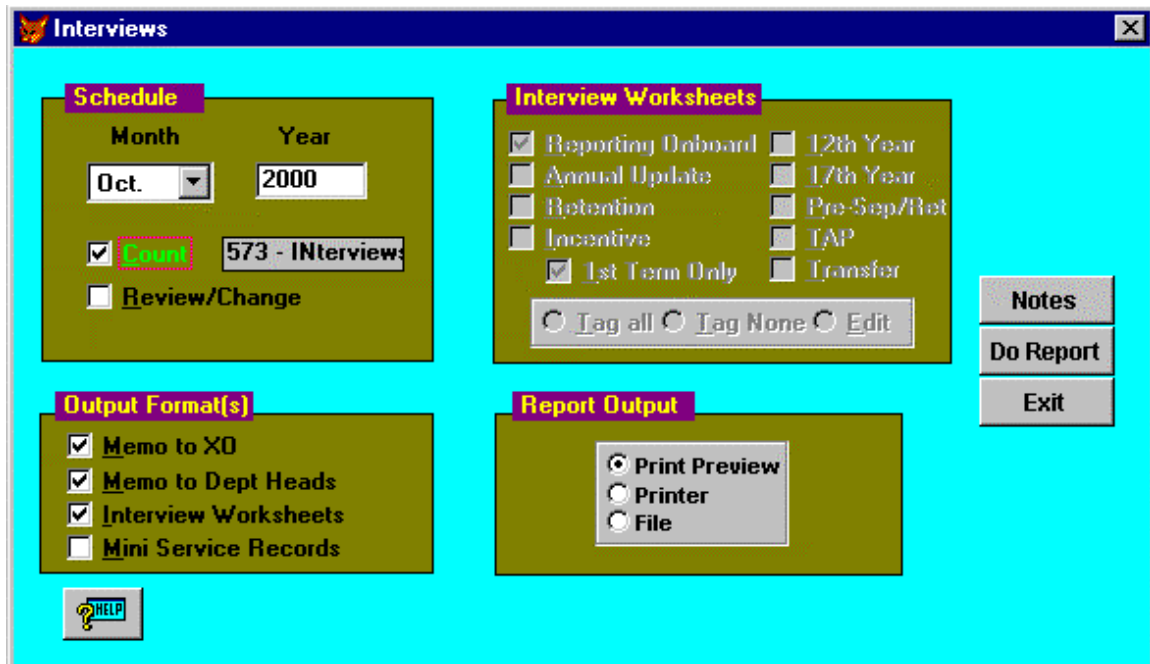 Interviews
Schedule
Month Year
Oct. 2000
Count 573 - INterviews
Review/Change
Interview Worksheets
Reporting Onboard 12th Year
Annual Update 17th Year
Retention Pre-Sep/Ret
Incentive TAP
1st Term Only Transfer
Tag all Tag None Edit
Notes
Do Report
Exit
Output Format(s)
Memo to XO
Memo to Dept Heads
Interview Worksheets
Mini Service Records
Report Output
Print Preview
Printer
File
HELP